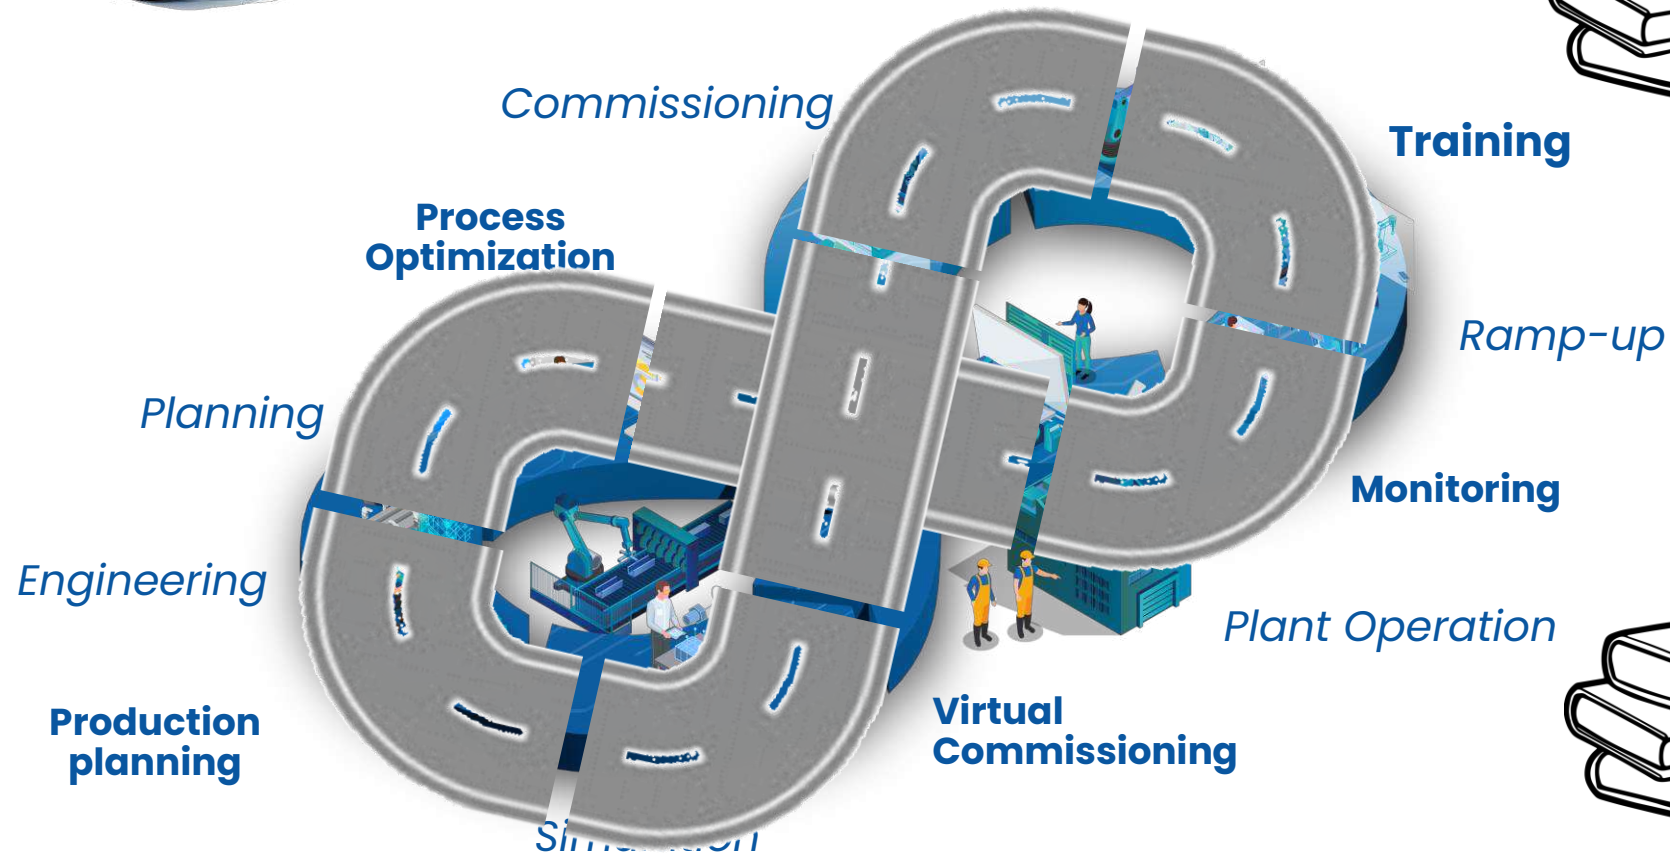 Commissioning
Training
Process
Optimization
Ramp-up
Planning
Monitoring
Engineering
Plant Operation
Production
planning
Virtual
Commissioning